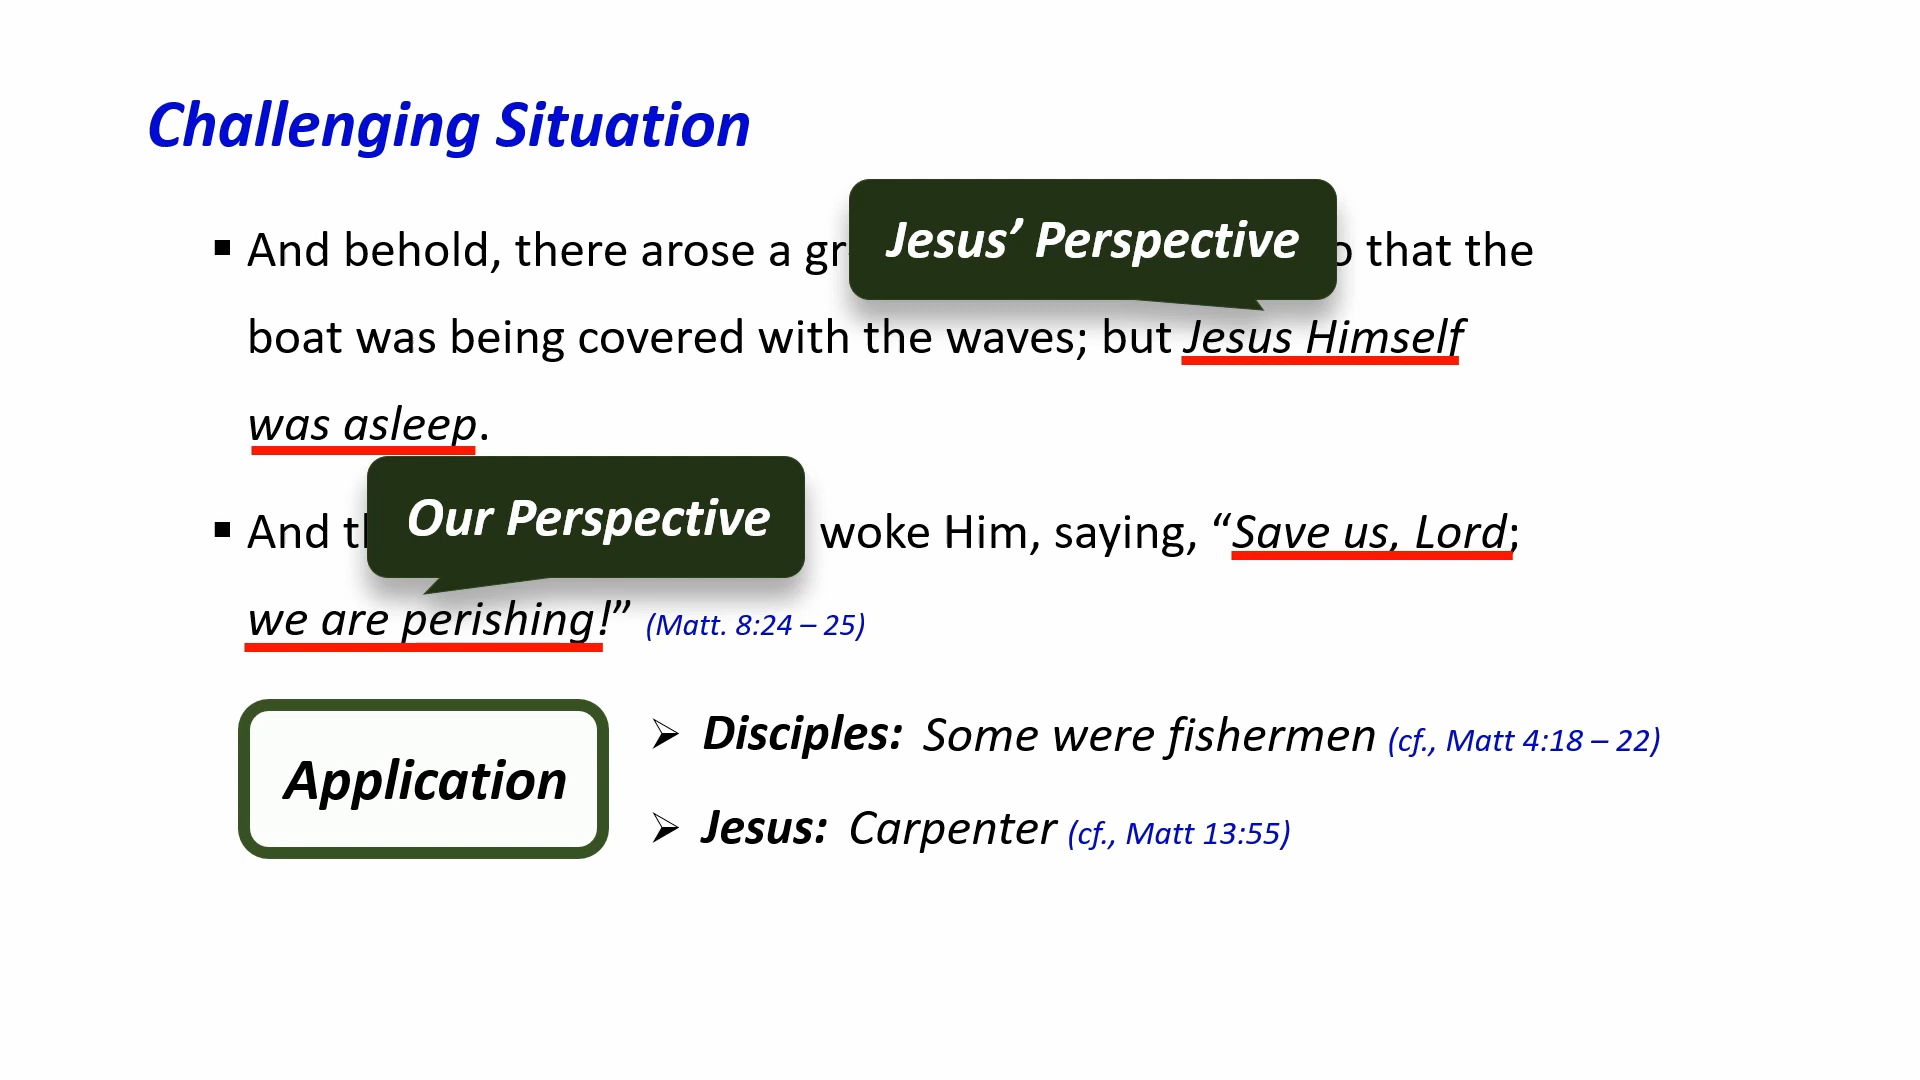 Challenging Situation
Jesus’ Perspective
▪ And behold, there arose a that the
boat was being covered with the waves; but Jesus Himself
was asleep.
Our Perspective
▪ And woke Him, saying, “Save us, Lord;
we are perishing!” (Matt. 8:24 – 25)
Application
➢ Disciples: Some were fishermen (cf., Matt 4:18 – 22)
➢ Jesus: Carpenter (cf., Matt 13:55)